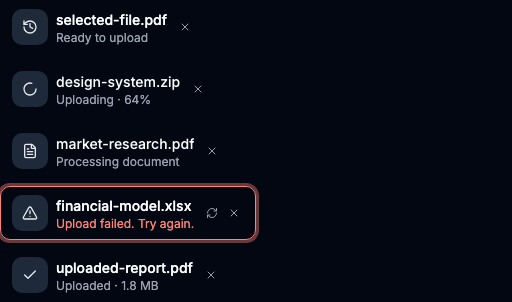 selected-file.pdf
Ready to upload
design-system.zip
Uploading · 64%
market-research.pdf
Processing document
financial-model.xlsx
Upload failed. Try again.
uploaded-report.pdf
Uploaded · 1.8 MB